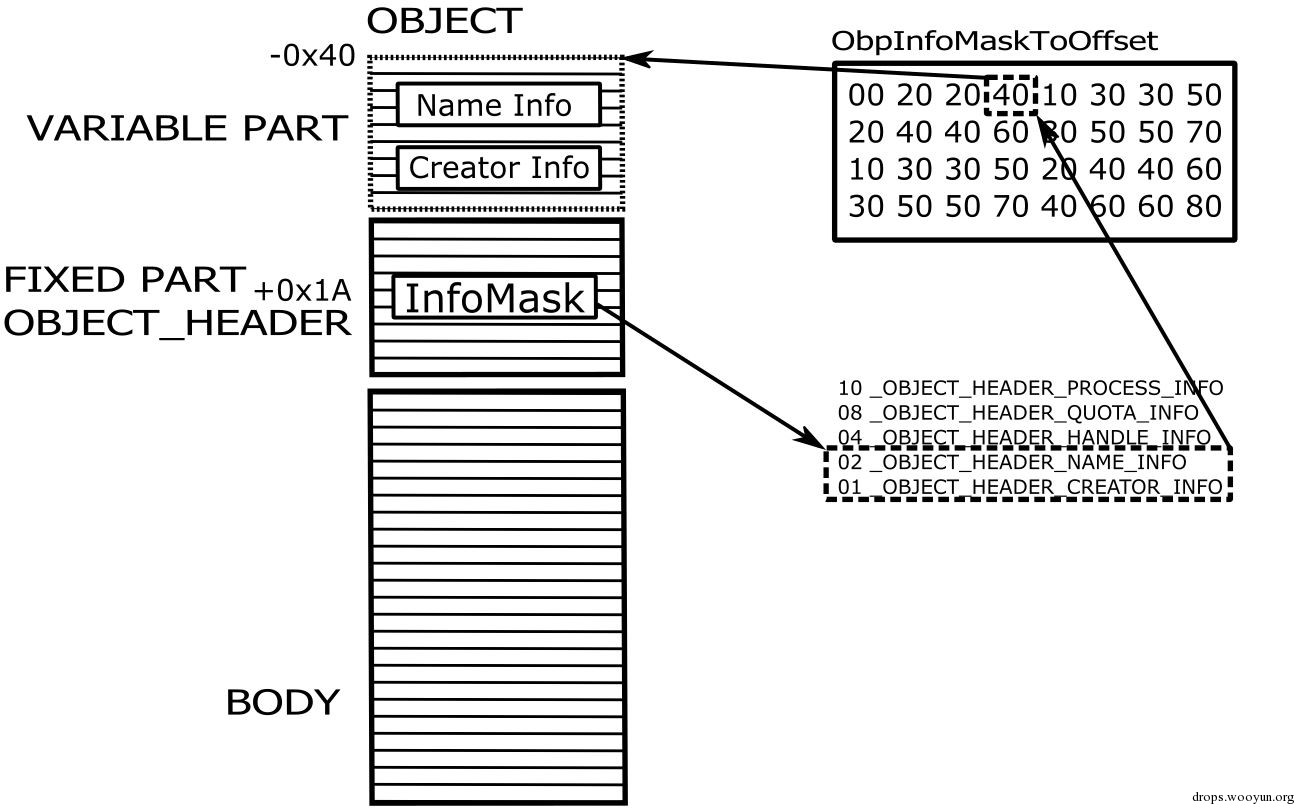 OBJECT
-0x40
VARIABLE PART
Name Info
Creator Info
FIXED PART
+0x1A
OBJECT_HEADER
InfoMask
BODY
ObpInfoMaskToOffset
00 20 20 40 10 30 30 50
20 40 40 60 30 50 50 70
10 30 30 50 20 40 40 60
30 50 50 70 40 60 60 80
10 _OBJECT_HEADER_PROCESS_INFO
08 _OBJECT_HEADER_QUOTA_INFO
04 _OBJECT_HEADER_HANDLE_INFO
02 _OBJECT_HEADER_NAME_INFO
01 _OBJECT_HEADER_CREATOR_INFO
drops.wooyun.org